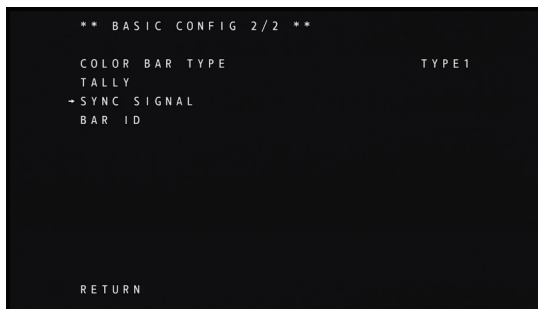 ** BASIC CONFIG 2/2 **
COLOR BAR TYPE TYPE1
TALLY
→SYNC SIGNAL
BAR ID
RETURN